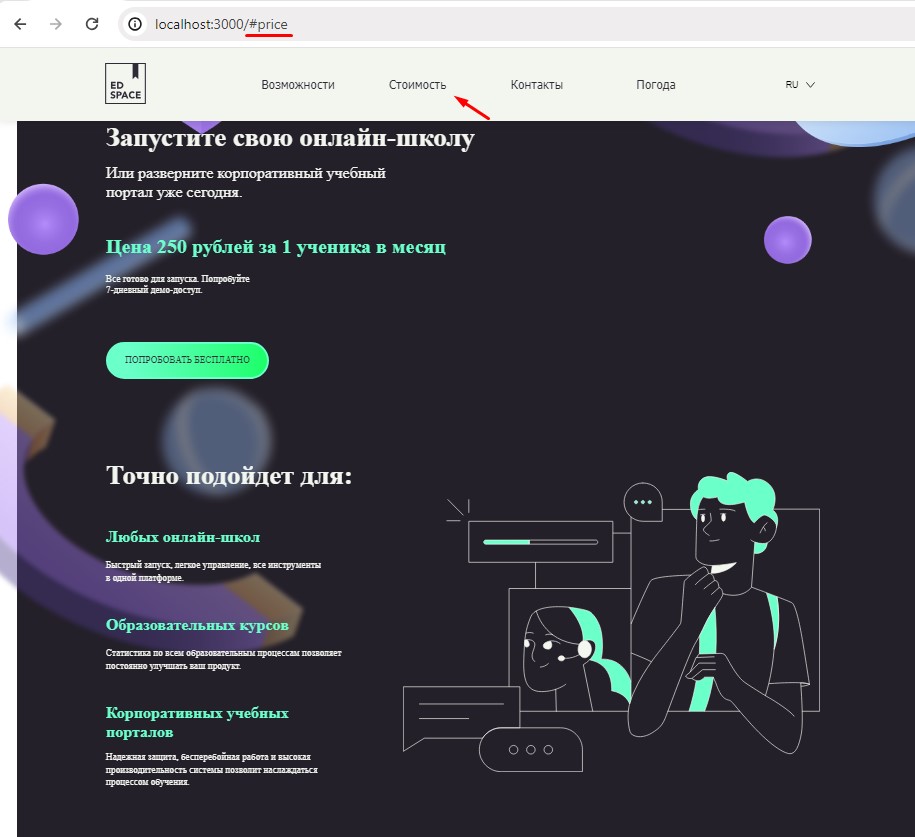 localhost:3000/#price
ED
SPACE
Возможности
Стоимость
Контакты
Погода
RU
Запустите свою онлайн-школу
Или разверните корпоративный учебный
портал уже сегодня.
Цена 250 рублей за 1 ученика в месяц
Все готово для запуска. Попробуйте
7-дневный демо-доступ.
ПОПРОБОВАТЬ БЕСПЛАТНО
Точно подойдет для:
Любых онлайн-школ
Быстрый запуск, легкое управление, все инструменты
в одной платформе.
Образовательных курсов
Статистика по всем образовательным процессам позволяет
постоянно улучшать ваш продукт.
Корпоративных учебных
порталов
Надежная защита, бесперебойная работа и высокая
производительность системы позволит наслаждаться
процессом обучения.